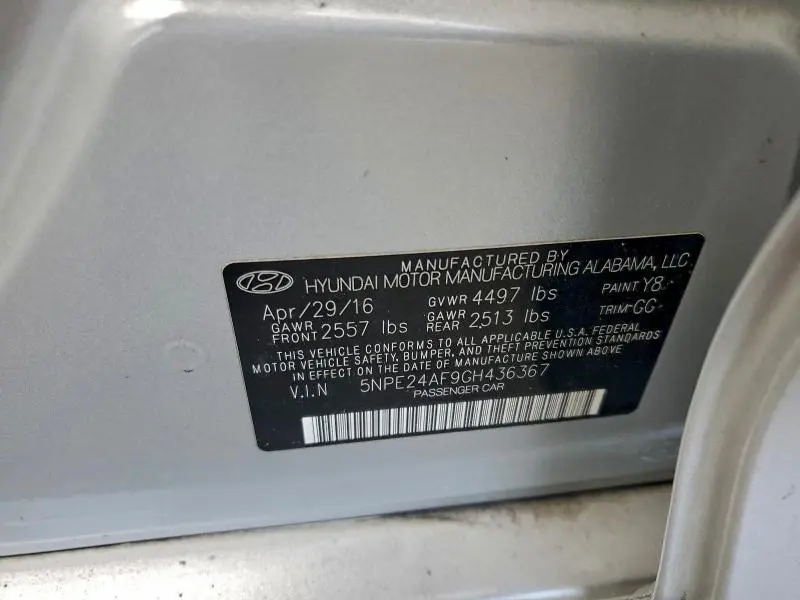 MANUFACTURED BY
HYUNDAI MOTOR MANUFACTURING ALABAMA, LLC
Apr/29/16 GVWR 4497 lbs PAINT Y8
GAWR FRONT 2557 lbs GAWR REAR 2513 lbs TRIM GG
THIS VEHICLE CONFORMS TO ALL APPLICABLE U.S.A. FEDERAL
MOTOR VEHICLE SAFETY, BUMPER, AND THEFT PREVENTION STANDARDS
IN EFFECT ON THE DATE OF MANUFACTURE SHOWN ABOVE
V.I.N 5NPE24AF9GH436367
PASSENGER CAR